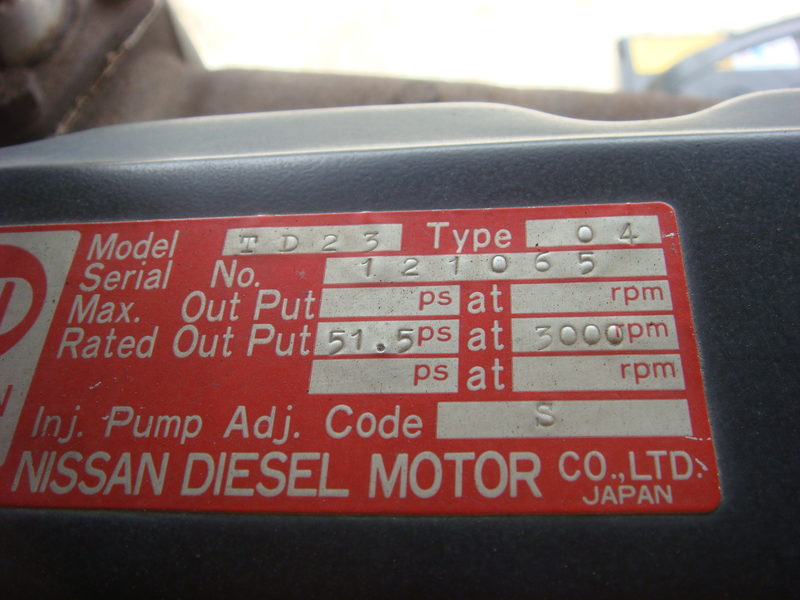 Model TD23 Type 04
Serial No. 121065
Max. Out Put ps at rpm
Rated Out Put 51.5 ps at 3000 rpm
ps at rpm
Inj. Pump Adj. Code S
NISSAN DIESEL MOTOR CO.,LTD.
JAPAN